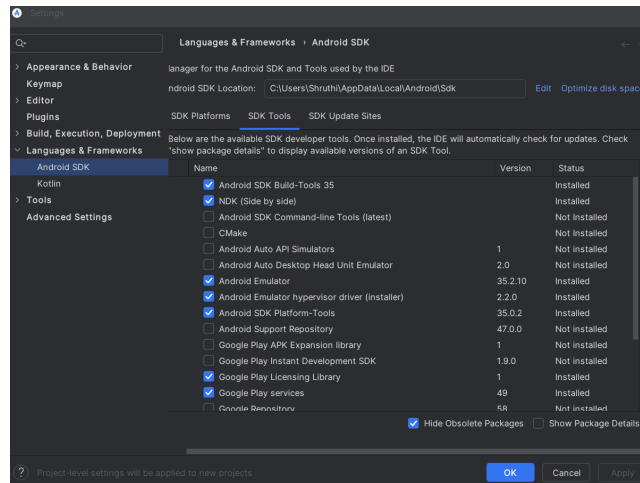 Settings
Languages & Frameworks › Android SDK
Appearance & Behavior
Keymap
Editor
Plugins
Build, Execution, Deployment
Languages & Frameworks
Android SDK
Kotlin
Tools
Advanced Settings
anager for the Android SDK and Tools used by the IDE
ndroid SDK Location: C:\Users\Shruthi\AppData\Local\Android\Sdk Edit Optimize disk spac
SDK Platforms SDK Tools SDK Update Sites
Below are the available SDK developer tools. Once installed, the IDE will automatically check for updates. Check
"show package details" to display available versions of an SDK Tool.
Name Version Status
Android SDK Build-Tools 35 Installed
NDK (Side by side) Installed
Android SDK Command-line Tools (latest) Not Installed
CMake Not Installed
Android Auto API Simulators 1 Not installed
Android Auto Desktop Head Unit Emulator 2.0 Not installed
Android Emulator 35.2.10 Installed
Android Emulator hypervisor driver (installer) 2.2.0 Installed
Android SDK Platform-Tools 35.0.2 Installed
Android Support Repository 47.0.0 Not installed
Google Play APK Expansion library 1 Not installed
Google Play Instant Development SDK 1.9.0 Not installed
Google Play Licensing Library 1 Installed
Google Play services 49 Installed
Google Repository 58 Not installed
Hide Obsolete Packages Show Package Details
? Project-level settings will be applied to new projects
OK Cancel Apply